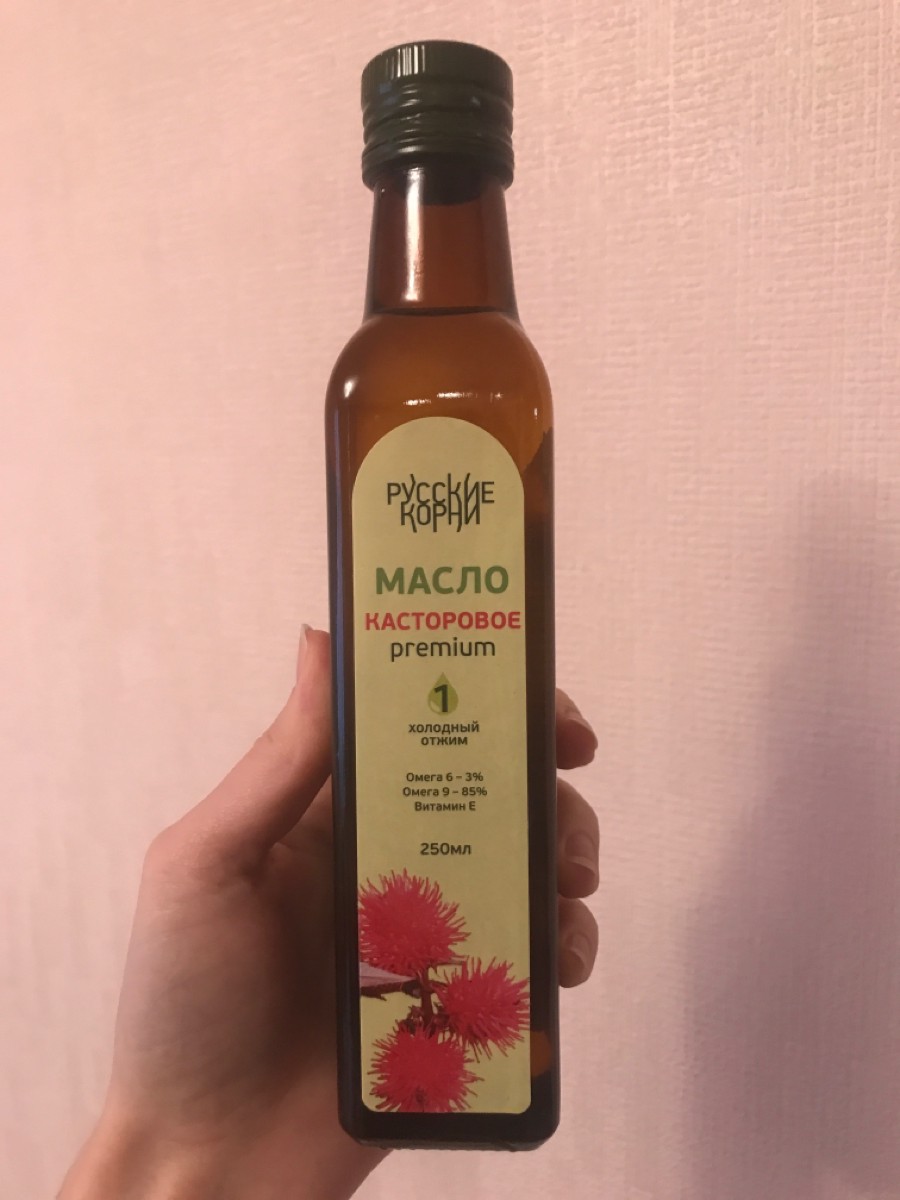 РУССКИЕ
КОРНИ
МАСЛО
КАСТОРОВОЕ
premium
1
ХОЛОДНЫЙ
ОТЖИМ
Омега 6 – 3%
Омега 9 – 85%
Витамин Е
250мл